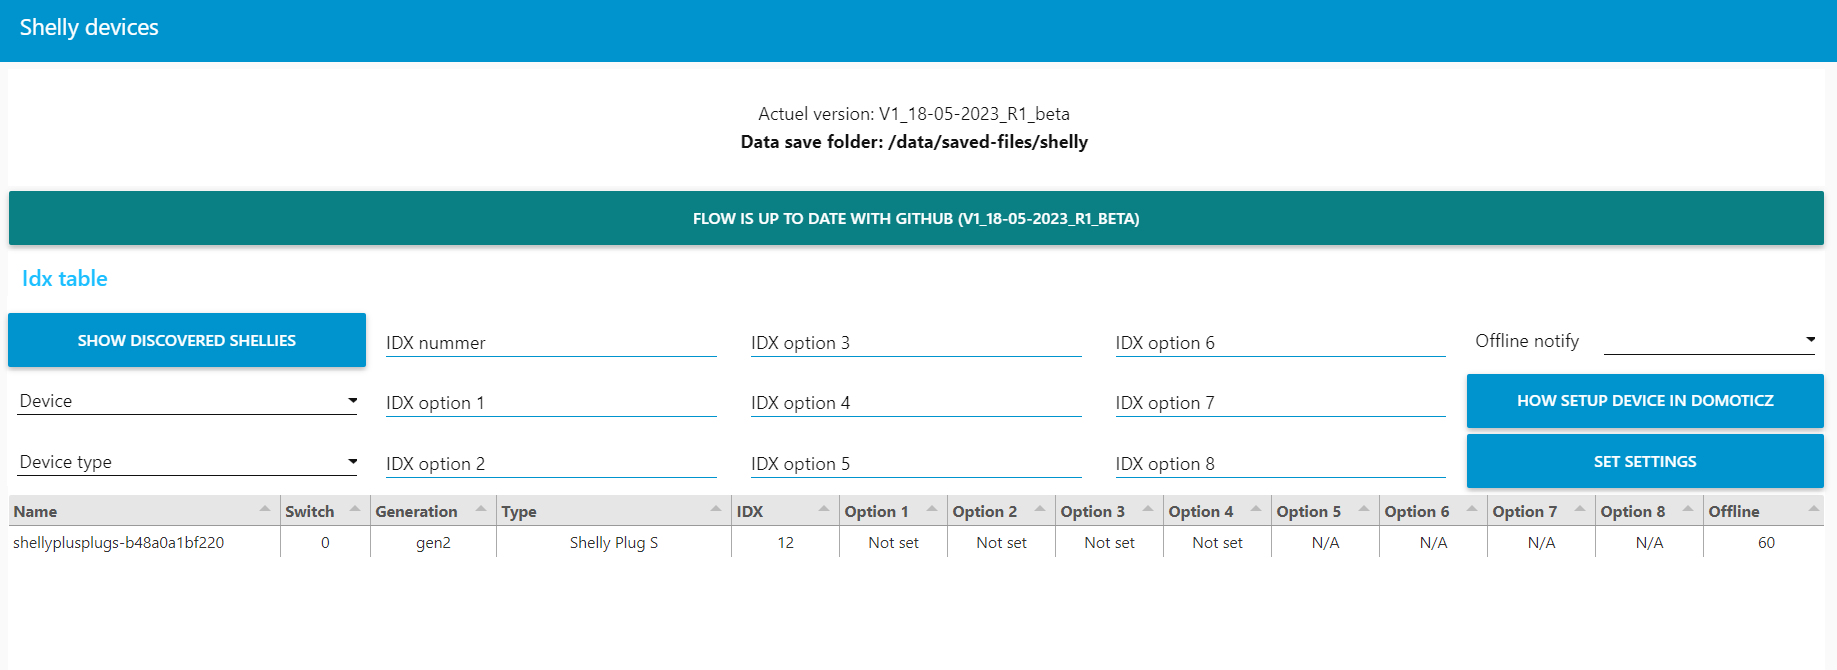 Shelly devices
Actuel version: V1_18-05-2023_R1_beta
Data save folder: /data/saved-files/shelly
FLOW IS UP TO DATE WITH GITHUB (V1_18-05-2023_R1_BETA)
Idx table
SHOW DISCOVERED SHELLIES IDX nummer IDX option 3 IDX option 6 Offline notify
Device IDX option 1 IDX option 4 IDX option 7 HOW SETUP DEVICE IN DOMOTICZ
Device type IDX option 2 IDX option 5 IDX option 8 SET SETTINGS
Name Switch Generation Type IDX Option 1 Option 2 Option 3 Option 4 Option 5 Option 6 Option 7 Option 8 Offline
shellyplusplugs-b48a0a1bf220 0 gen2 Shelly Plug S 12 Not set Not set Not set Not set N/A N/A N/A N/A 60